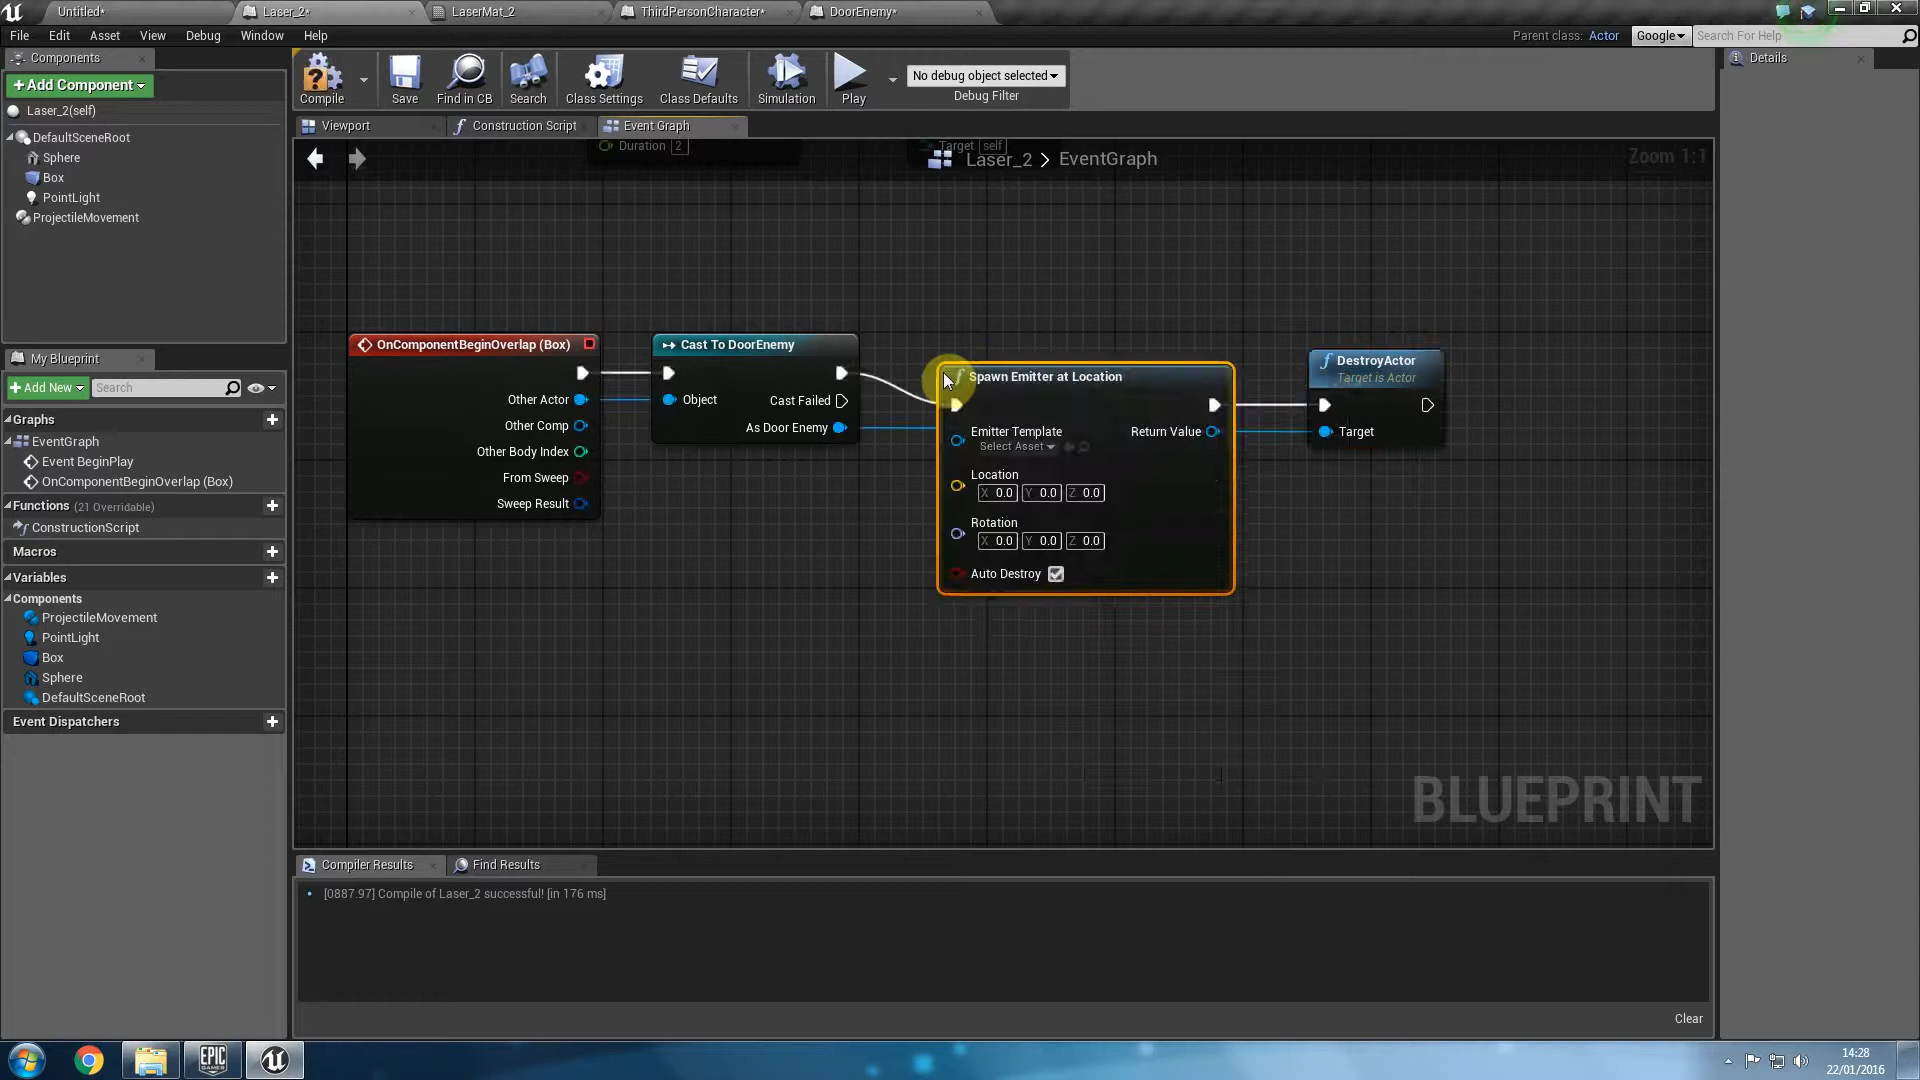 Untitled*
Laser_2*
LaserMat_2
ThirdPersonCharacter*
DoorEnemy*
File Edit Asset View Debug Window Help
Parent class: Actor
Google
Search For Help
Components
Details
+Add Component
Laser_2(self)
DefaultSceneRoot
Sphere
Box
PointLight
ProjectileMovement
Compile
Save
Find in CB
Search
Class Settings
Class Defaults
Simulation
Play
No debug object selected
Debug Filter
Viewport
Construction Script
Event Graph
Duration 2
Target self
Laser_2 > EventGraph
Zoom 1:1
My Blueprint
+Add New
Search
Graphs
EventGraph
Event BeginPlay
OnComponentBeginOverlap (Box)
Functions (21 Overridable)
ConstructionScript
Macros
Variables
Components
ProjectileMovement
PointLight
Box
Sphere
DefaultSceneRoot
Event Dispatchers
OnComponentBeginOverlap (Box)
Other Actor
Other Comp
Other Body Index
From Sweep
Sweep Result
Cast To DoorEnemy
Object
Cast Failed
As Door Enemy
Spawn Emitter at Location
Emitter Template
Select Asset
Return Value
Location
X 0.0 Y 0.0 Z 0.0
Rotation
X 0.0 Y 0.0 Z 0.0
Auto Destroy
DestroyActor
Target is Actor
Target
BLUEPRINT
Compiler Results
Find Results
[0887.97] Compile of Laser_2 successful! [in 176 ms]
Clear
EPIC
GAMES
14:28
22/01/2016